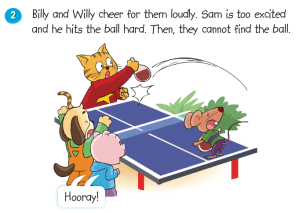 2 Billy and Willy cheer for them loudly. Sam is too excited
and he hits the ball hard. Then, they cannot find the ball.
Hooray!